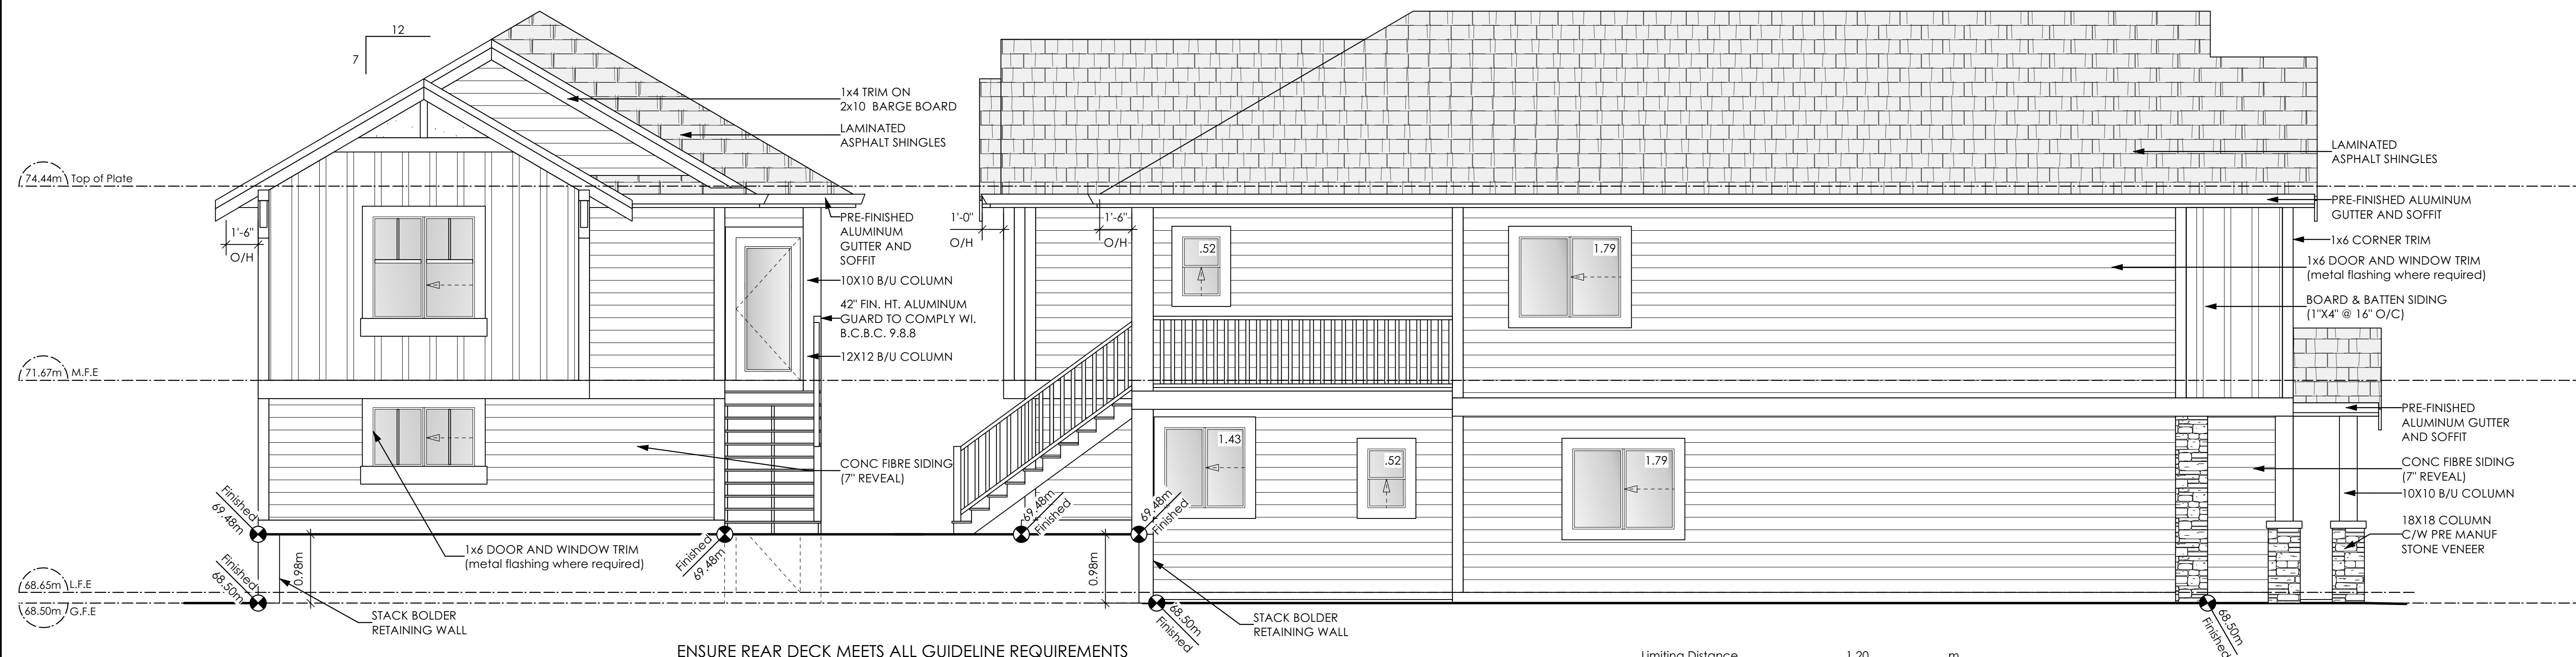 12
7
1x4 TRIM ON
2x10 BARGE BOARD
LAMINATED
ASPHALT SHINGLES
74.44m Top of Plate
1'-6"
O/H
PRE-FINISHED
ALUMINUM
GUTTER AND
SOFFIT
10X10 B/U COLUMN
42" FIN. HT. ALUMINUM
GUARD TO COMPLY WI.
B.C.B.C. 9.8.8
12X12 B/U COLUMN
71.67m M.F.E
CONC FIBRE SIDING
(7" REVEAL)
Finished
69.48m
Finished
69.48m
1x6 DOOR AND WINDOW TRIM
(metal flashing where required)
0.98m
Finished
68.50m
68.65m L.F.E
68.50m G.F.E
STACK BOLDER
RETAINING WALL
1'-0"
O/H
1'-6"
O/H
.52
1.79
1.43
.52
1.79
69.48m
Finished
69.48m
Finished
0.98m
68.50m
Finished
STACK BOLDER
RETAINING WALL
LAMINATED
ASPHALT SHINGLES
PRE-FINISHED ALUMINUM
GUTTER AND SOFFIT
1x6 CORNER TRIM
1x6 DOOR AND WINDOW TRIM
(metal flashing where required)
BOARD & BATTEN SIDING
(1"X4" @ 16" O/C)
PRE-FINISHED
ALUMINUM GUTTER
AND SOFFIT
CONC FIBRE SIDING
(7" REVEAL)
10X10 B/U COLUMN
18X18 COLUMN
C/W PRE MANUF
STONE VENEER
68.50m
Finished
ENSURE REAR DECK MEETS ALL GUIDELINE REQUIREMENTS
Limiting Distance 1.20 m